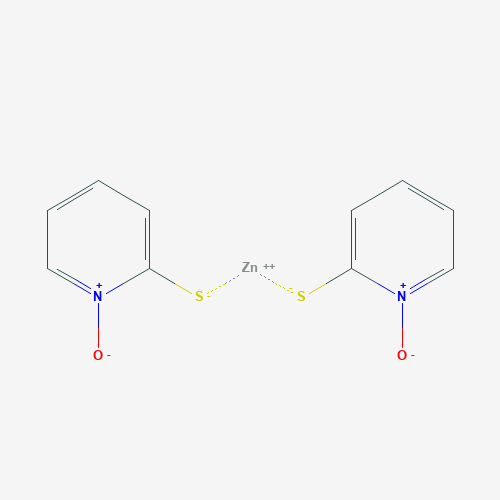 Zn ++
S - - S
N + N +
O - O -